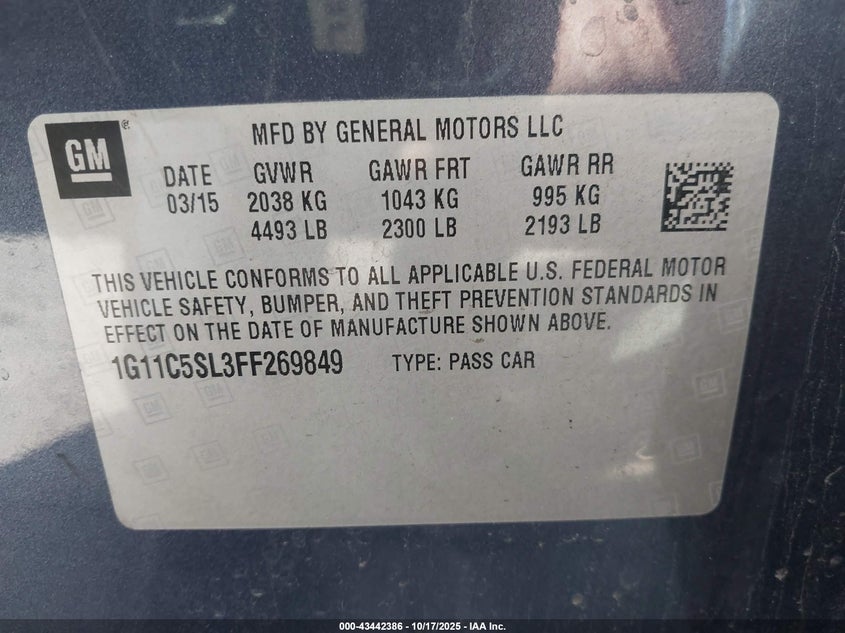 GM
MFD BY GENERAL MOTORS LLC
DATE GVWR GAWR FRT GAWR RR
03/15 2038 KG 1043 KG 995 KG
4493 LB 2300 LB 2193 LB
THIS VEHICLE CONFORMS TO ALL APPLICABLE U.S. FEDERAL MOTOR
VEHICLE SAFETY, BUMPER, AND THEFT PREVENTION STANDARDS IN
EFFECT ON THE DATE OF MANUFACTURE SHOWN ABOVE.
1G11C5SL3FF269849 TYPE: PASS CAR
000-43442386 - 10/17/2025 - IAA Inc.